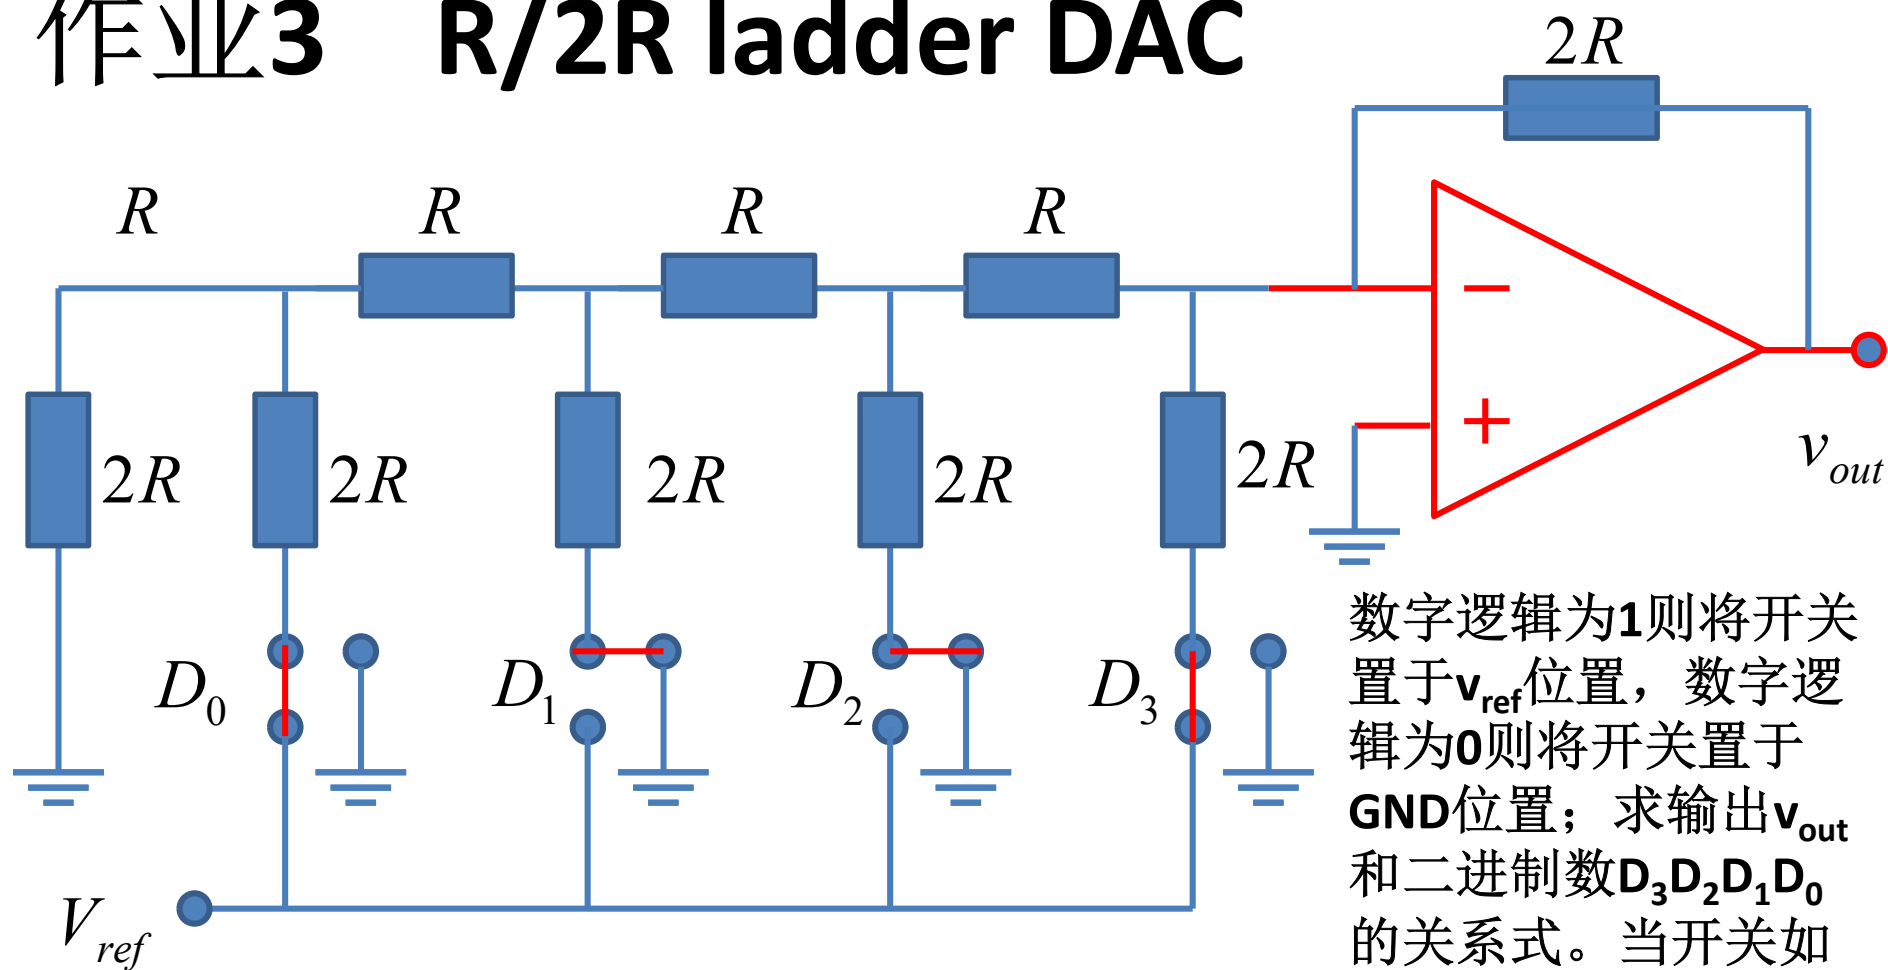 作业3 R/2R ladder DAC
2R
R
R
R
R
−
+
2R
2R
2R
2R
2R
v_out
D_0
D_1
D_2
D_3
V_ref
数字逻辑为1则将开关
置于v_ref位置，数字逻
辑为0则将开关置于
GND位置；求输出v_out
和二进制数D_3D_2D_1D_0
的关系式。当开关如